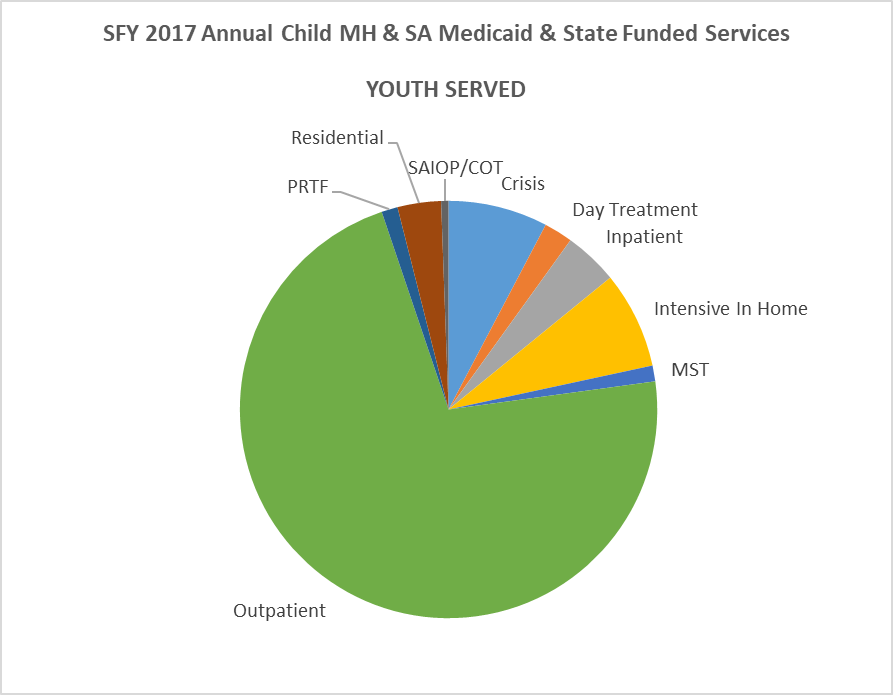 SFY 2017 Annual Child MH & SA Medicaid & State Funded Services
YOUTH SERVED
Residential
SAIOP/COT
PRTF
Crisis
Day Treatment
Inpatient
Intensive In Home
MST
Outpatient